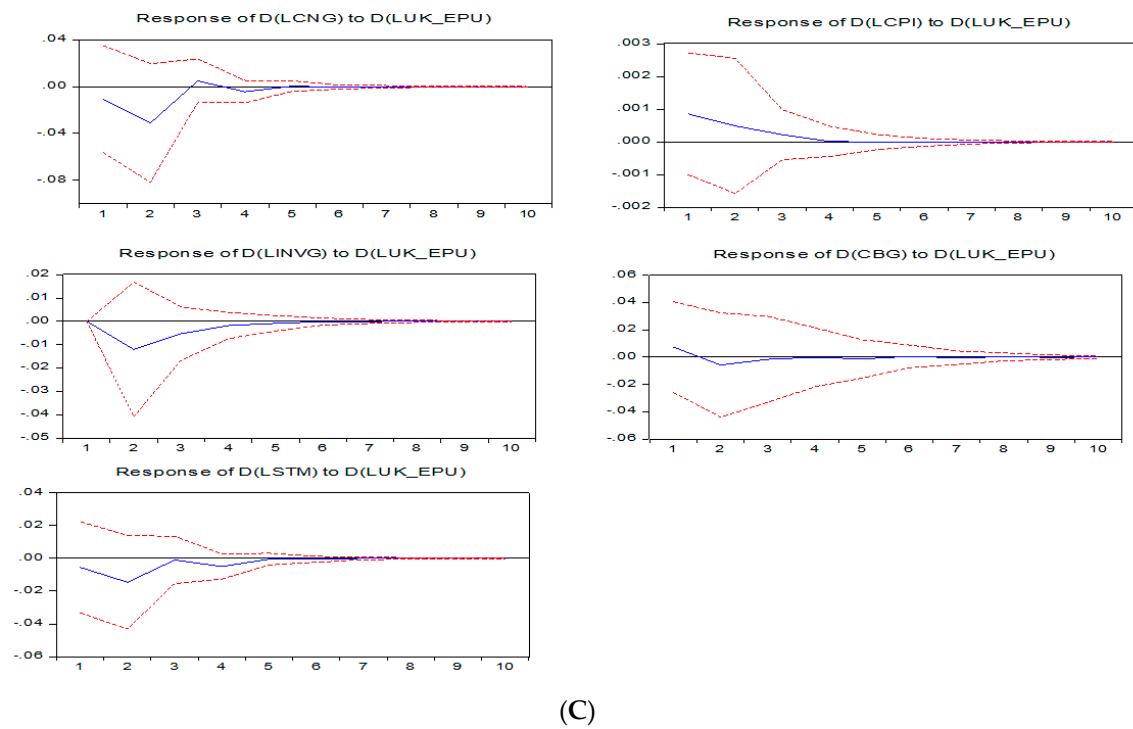 Response of D(LCNG) to D(LUK_EPU)
.04
.00
-.04
-.08
1 2 3 4 5 6 7 8 9 10
Response of D(LCPI) to D(LUK_EPU)
.003
.002
.001
.000
-.001
-.002
1 2 3 4 5 6 7 8 9 10
Response of D(LINVG) to D(LUK_EPU)
.02
.01
.00
-.01
-.02
-.03
-.04
-.05
1 2 3 4 5 6 7 8 9 10
Response of D(CBG) to D(LUK_EPU)
.06
.04
.02
.00
-.02
-.04
-.06
1 2 3 4 5 6 7 8 9 10
Response of D(LSTM) to D(LUK_EPU)
.04
.02
.00
-.02
-.04
-.06
1 2 3 4 5 6 7 8 9 10
(C)